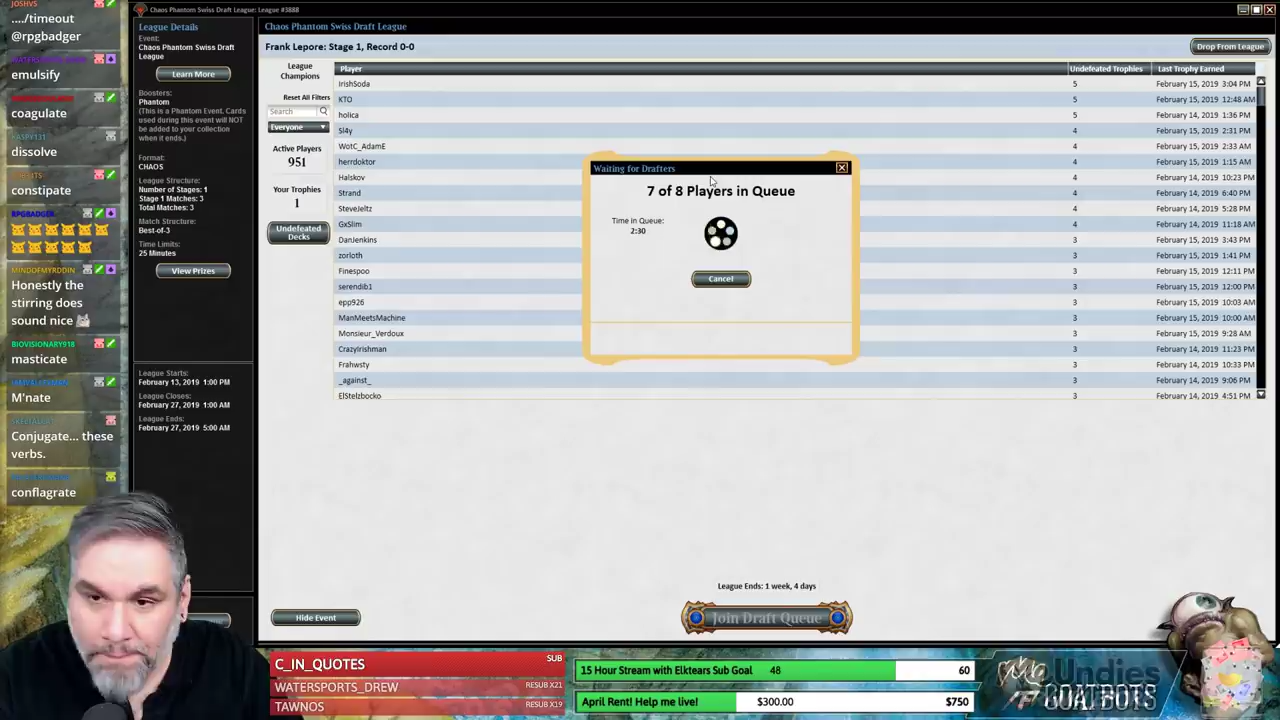 JOSHVS
..../timeout
@rpgbadger
emulsify
coagulate
dissolve
constipate
RPGBADGER
MINDOFMYRDDIN
Honestly the
stirring does
sound nice
BIOVISIONARY918
masticate
M'nate
Conjugate... these
verbs.
conflagrate
Chaos Phantom Swiss Draft League: League #3888
League Details
Event:
Chaos Phantom Swiss Draft
League
Learn More
Boosters:
Phantom
(This is a Phantom Event. Cards
used during this event will NOT
be added to your collection
when it ends.)
Format:
CHAOS
League Structure:
Number of Stages: 1
Stage 1 Matches: 3
Total Matches: 3
Match Structure:
Best-of-3
Time Limits:
25 Minutes
View Prizes
League Starts:
February 13, 2019 1:00 PM
League Closes:
February 27, 2019 1:00 AM
League Ends:
February 27, 2019 5:00 AM
Chaos Phantom Swiss Draft League
Frank Lepore: Stage 1, Record 0-0
Drop From League
League
Champions
Reset All Filters
Search
Everyone
Active Players
951
Your Trophies
1
Undefeated
Decks
Player Undefeated Trophies Last Trophy Earned
IrishSoda 5 February 15, 2019 3:04 PM
KTO 5 February 15, 2019 12:48 AM
holica 5 February 14, 2019 1:36 PM
Sl4y 4 February 15, 2019 2:31 PM
WotC_AdamE 4 February 15, 2019 2:33 AM
herrdoktor 4 February 15, 2019 1:15 AM
Halskov 4 February 14, 2019 10:23 PM
Strand 4 February 14, 2019 6:40 PM
SteveJeltz 4 February 14, 2019 5:28 PM
GxSlim 4 February 14, 2019 11:18 AM
DanJenkins 3 February 15, 2019 3:43 PM
zorloth 3 February 15, 2019 1:41 PM
Finespoo 3 February 15, 2019 12:11 PM
serendib1 3 February 15, 2019 12:00 PM
epp926 3 February 15, 2019 10:03 AM
ManMeetsMachine 3 February 15, 2019 10:00 AM
Monsieur_Verdoux 3 February 15, 2019 9:28 AM
CrazyIrishman 3 February 14, 2019 11:23 PM
Frahwsty 3 February 14, 2019 10:33 PM
_against_ 3 February 14, 2019 9:06 PM
ElStelzbocko 3 February 14, 2019 4:51 PM
Waiting for Drafters
7 of 8 Players in Queue
Time in Queue:
2:30
Cancel
League Ends: 1 week, 4 days
Hide Event
Join Draft Queue
C_IN_QUOTES SUB
WATERSPORTS_DREW RESUB X21
TAWNOS RESUB X19
15 Hour Stream with Elktears Sub Goal 48 60
April Rent! Help me live! $300.00 $750